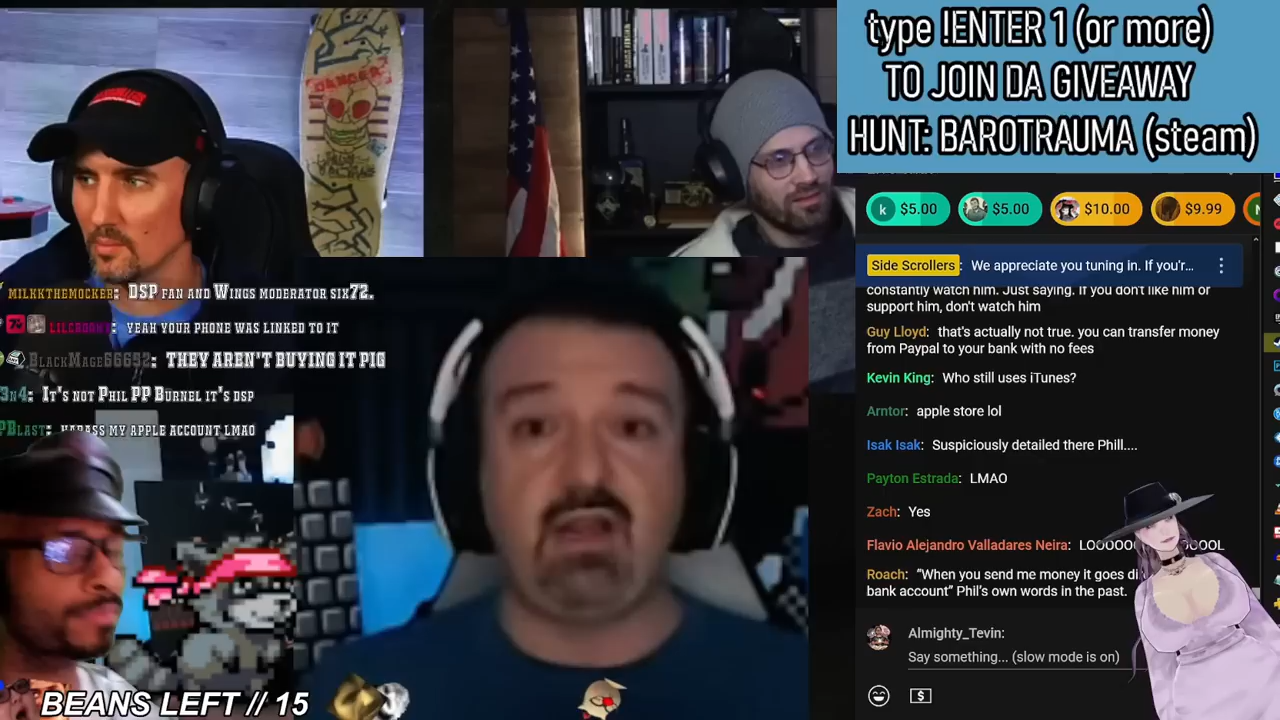 type !ENTER 1 (or more)
TO JOIN DA GIVEAWAY
HUNT: BAROTRAUMA (steam)
DANGER
k $5.00
$5.00
$10.00
$9.99
Side Scrollers: We appreciate you tuning in. If you'r...
constantly watch him. Just saying. If you don't like him or
support him, don't watch him
Guy Lloyd: that's actually not true. you can transfer money
from Paypal to your bank with no fees
Kevin King: Who still uses iTunes?
Arntor: apple store lol
Isak Isak: Suspiciously detailed there Phill....
Payton Estrada: LMAO
Zach: Yes
Flavio Alejandro Valladares Neira:
Roach: “When you send me money it goes di
bank account” Phil's own words in the past.
Almighty_Tevin:
Say something... (slow mode is on)
$
MILKKTHEMOCKER: DSP FAN AND WINGS MODERATOR SIX72.
YEAH YOUR PHONE WAS LINKED TO IT
BLACKMAGE66652: THEY AREN'T BUYING IT PIG
9N4: IT'S NOT PHIL PP BURNEL IT'S DSP
PBLAST: HARASS MY APPLE ACCOUNT LMAO
BEANS LEFT // 15